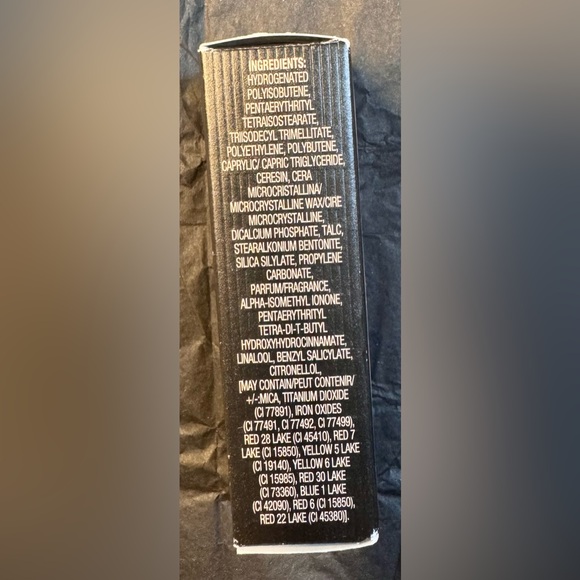 INGREDIENTS:
HYDROGENATED
POLYISOBUTENE,
PENTAERYTHRITYL
TETRAISOSTEARATE,
TRIISODECYL TRIMELLITATE,
POLYETHYLENE, POLYBUTENE,
CAPRYLIC/ CAPRIC TRIGLYCERIDE,
CERESIN, CERA
MICROCRISTALLINA/
MICROCRYSTALLINE WAX/CIRE
MICROCRYSTALLINE,
DICALCIUM PHOSPHATE, TALC,
STEARALKONIUM BENTONITE,
SILICA SILYLATE, PROPYLENE
CARBONATE,
PARFUM/FRAGRANCE,
ALPHA-ISOMETHYL IONONE,
PENTAERYTHRITYL
TETRA-DI-T-BUTYL
HYDROXYHYDROCINNAMATE,
LINALOOL, BENZYL SALICYLATE,
CITRONELLOL,
[MAY CONTAIN/PEUT CONTENIR/
+/-:MICA, TITANIUM DIOXIDE
(CI 77891), IRON OXIDES
(CI 77491, CI 77492, CI 77499),
RED 28 LAKE (CI 45410), RED 7
LAKE (CI 15850), YELLOW 5 LAKE
(CI 19140), YELLOW 6 LAKE
(CI 15985), RED 30 LAKE
(CI 73360), BLUE 1 LAKE
(CI 42090), RED 6 (CI 15850),
RED 22 LAKE (CI 45380)].